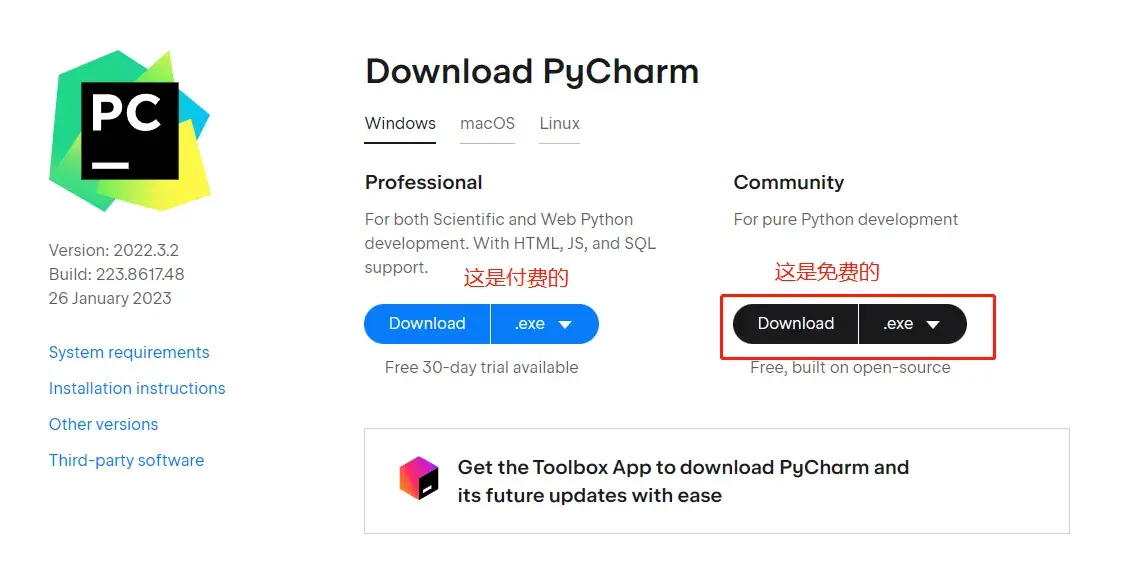 PC
Version: 2022.3.2
Build: 223.8617.48
26 January 2023
System requirements
Installation instructions
Other versions
Third-party software
Download PyCharm
Windows macOS Linux
Professional
For both Scientific and Web Python
development. With HTML, JS, and SQL
support.
这是付费的
Download .exe
Free 30-day trial available
Community
For pure Python development
这是免费的
Download .exe
Free, built on open-source
Get the Toolbox App to download PyCharm and
its future updates with ease